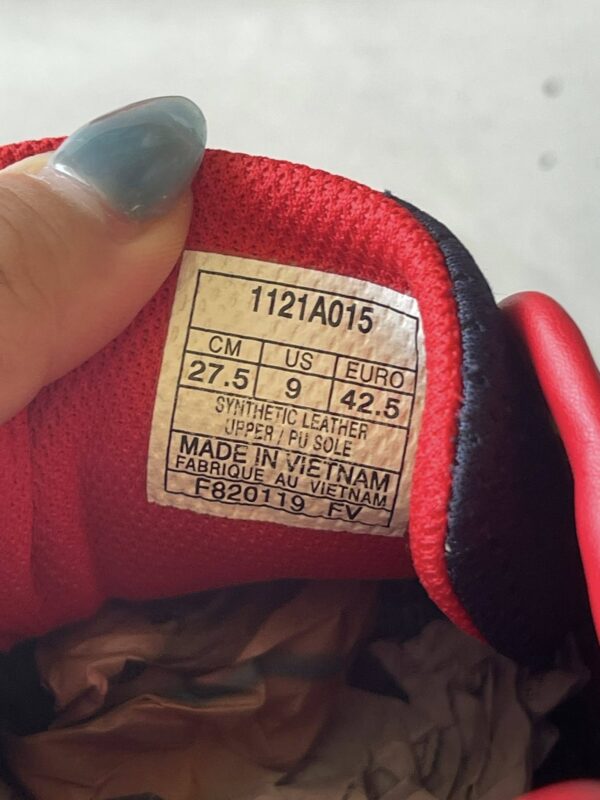 1121A015
CM US EURO
27.5 9 42.5
SYNTHETIC LEATHER
UPPER / PU SOLE
MADE IN VIETNAM
FABRIQUE AU VIETNAM
F820119 FV